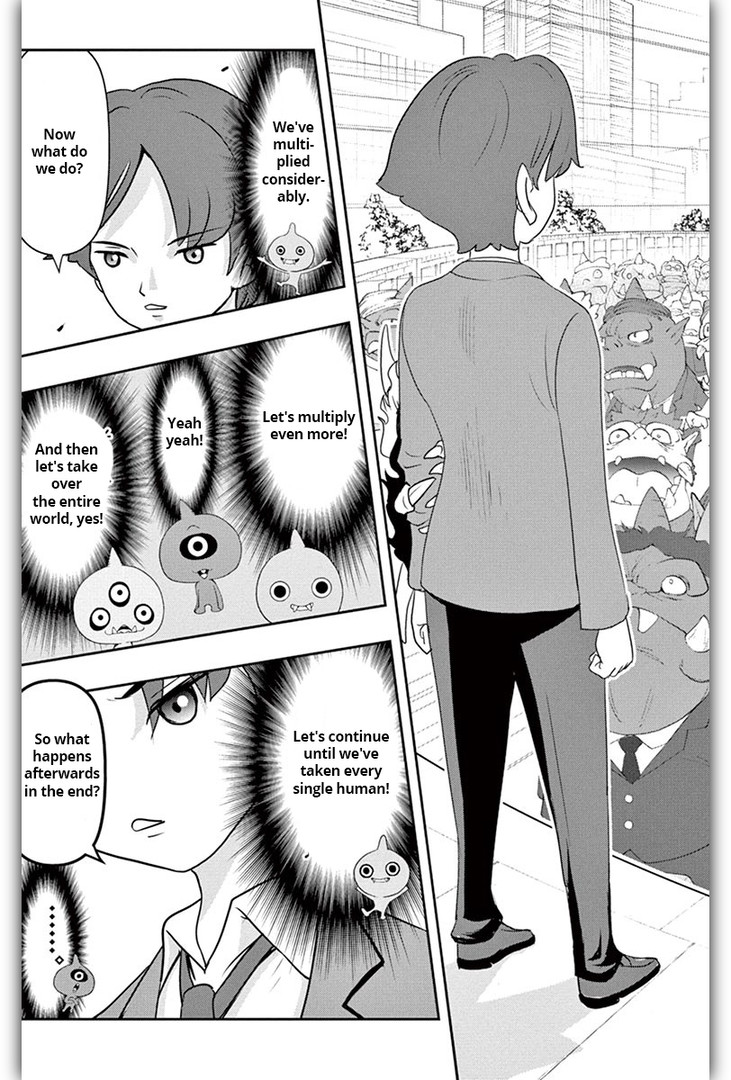 We've
multi-
plied
consider-
ably.
Now
what do
we do?
Let's multiply
even more!
Yeah
yeah!
And then
let's take
over
the entire
world, yes!
Let's continue
until we've
taken every
single human!
So what
happens
afterwards
in the end?
......